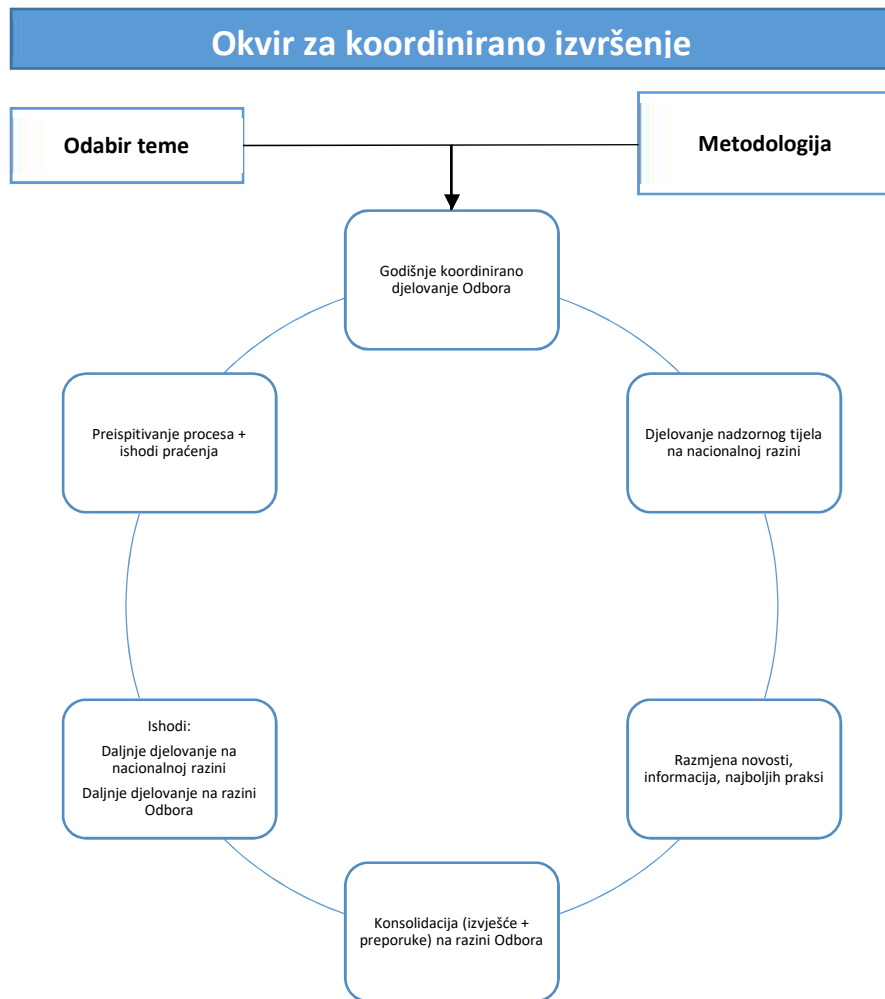 Okvir za koordinirano izvršenje
Odabir teme
Metodologija
Godišnje koordinirano
djelovanje Odbora
Preispitivanje procesa +
ishodi praćenja
Djelovanje nadzornog tijela
na nacionalnoj razini
Ishodi:
Daljnje djelovanje na
nacionalnoj razini
Daljnje djelovanje na razini
Odbora
Razmjena novosti,
informacija, najboljih praksi
Konsolidacija (izvješće +
preporuke) na razini Odbora